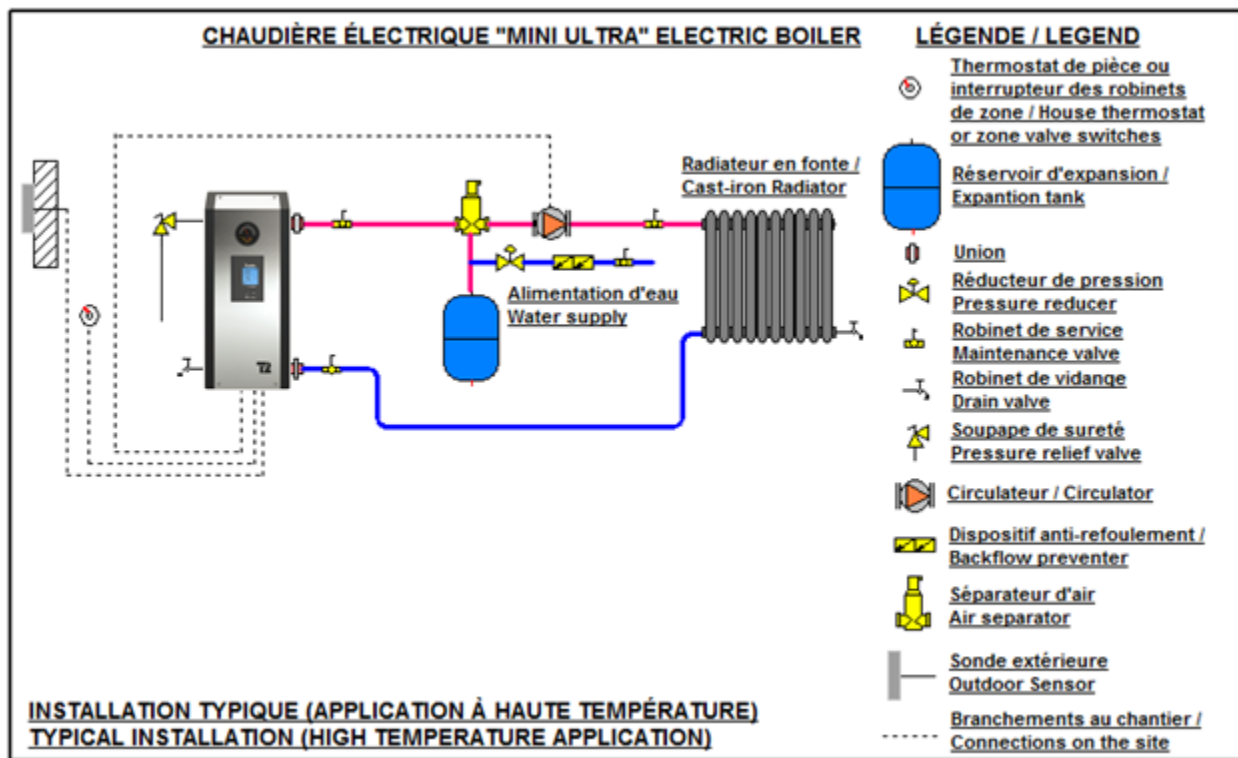 CHAUDIÈRE ÉLECTRIQUE "MINI ULTRA" ELECTRIC BOILER
LÉGENDE / LEGEND
Thermostat de pièce ou
interrupteur des robinets
de zone / House thermostat
or zone valve switches
Radiateur en fonte /
Cast-iron Radiator
Réservoir d'expansion /
Expantion tank
Union
Alimentation d'eau
Water supply
Réducteur de pression
Pressure reducer
Robinet de service
Maintenance valve
Robinet de vidange
Drain valve
Soupape de sureté
Pressure relief valve
Circulateur / Circulator
Dispositif anti-refoulement /
Backflow preventer
Séparateur d'air
Air separator
Sonde extérieure
Outdoor Sensor
Branchements au chantier /
Connections on the site
INSTALLATION TYPIQUE (APPLICATION À HAUTE TEMPÉRATURE)
TYPICAL INSTALLATION (HIGH TEMPERATURE APPLICATION)